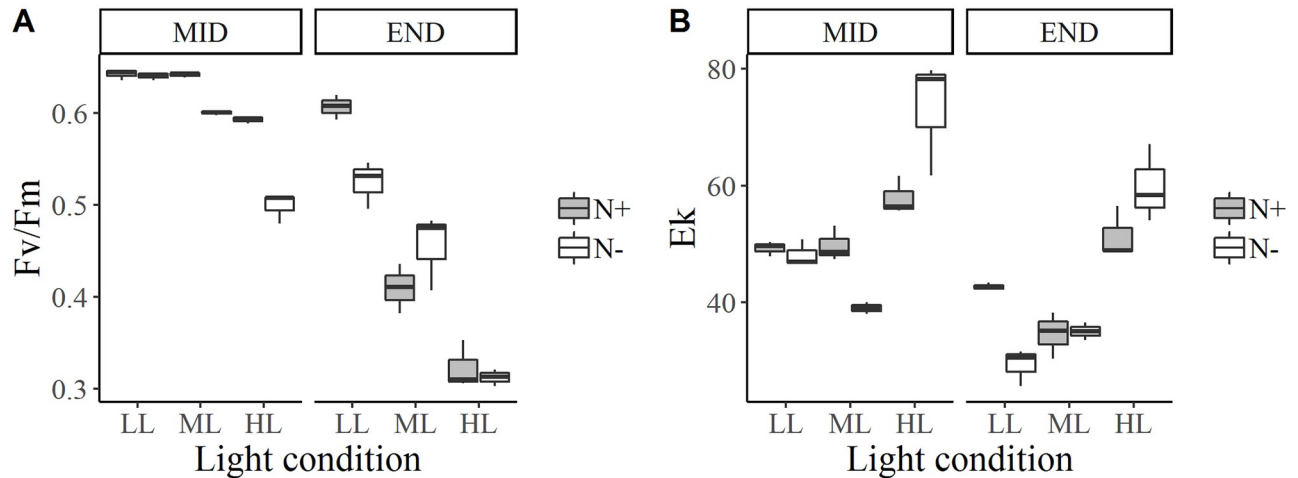 A
MID
END
Fv/Fm
0.6
0.5
0.4
0.3
LL ML HL
LL ML HL
Light condition
N+
N-
B
MID
END
Ek
80
60
40
LL ML HL
LL ML HL
Light condition
N+
N-